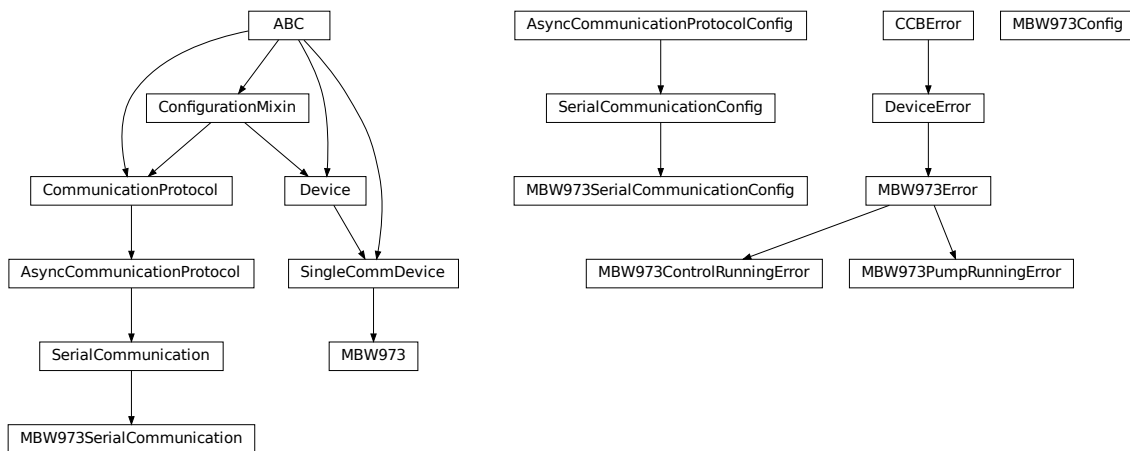 ABC
AsyncCommunicationProtocolConfig
CCBError
MBW973Config
ConfigurationMixin
SerialCommunicationConfig
DeviceError
CommunicationProtocol
Device
MBW973SerialCommunicationConfig
MBW973Error
AsyncCommunicationProtocol
SingleCommDevice
MBW973ControlRunningError
MBW973PumpRunningError
SerialCommunication
MBW973
MBW973SerialCommunication